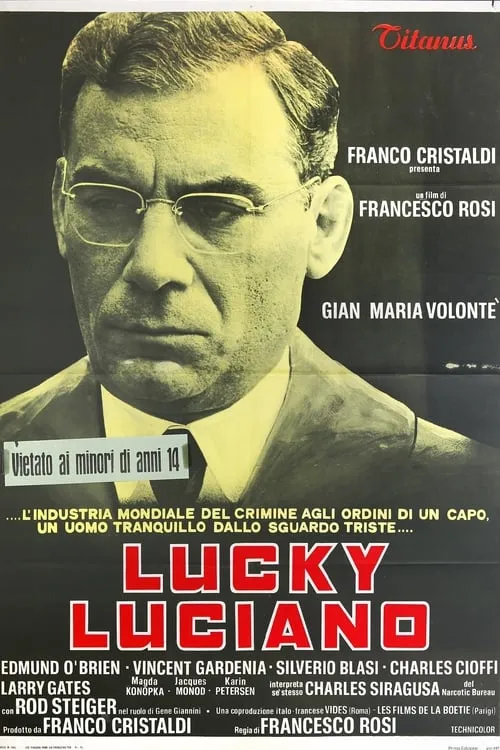 Titanus
FRANCO CRISTALDI
presenta
un film di
FRANCESCO ROSI
GIAN MARIA VOLONTE'
Vietato ai minori di anni 14
....L'INDUSTRIA MONDIALE DEL CRIMINE AGLI ORDINI DI UN CAPO,
UN UOMO TRANQUILLO DALLO SGUARDO TRISTE....
LUCKY
LUCIANO
EDMUND O'BRIEN · VINCENT GARDENIA · SILVERIO BLASI · CHARLES CIOFFI
LARRY GATES Magda KONOPKA · Jacques MONOD · Karin PETERSEN interpreta se'stesso CHARLES SIRAGUSA del Narcotic Bureau
con ROD STEIGER nel ruolo di Gene Giannini · Una coproduzione italo-francese VIDES (Roma) - LES FILMS DE LA BOETIE (Parigi)
Prodotto da FRANCO CRISTALDI Regia di FRANCESCO ROSI TECHNICOLOR